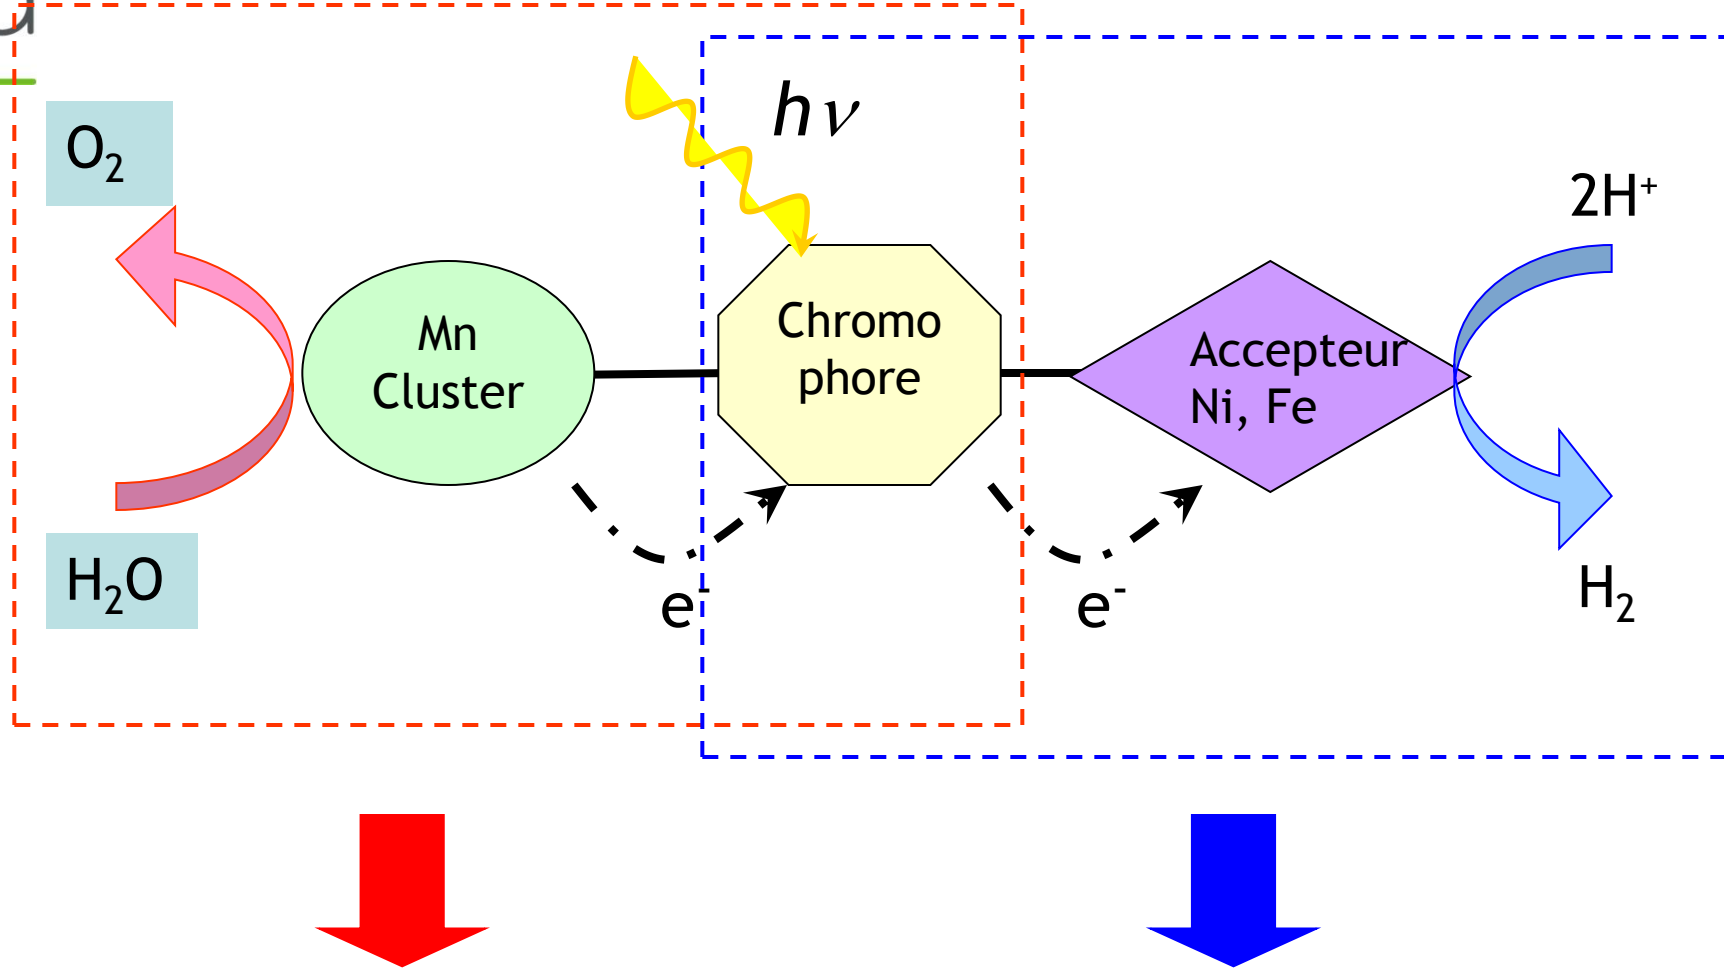 hν
O₂
2H⁺
Mn
Cluster
Chromo
phore
Accepteur
Ni, Fe
H₂O
e⁻
e⁻
H₂